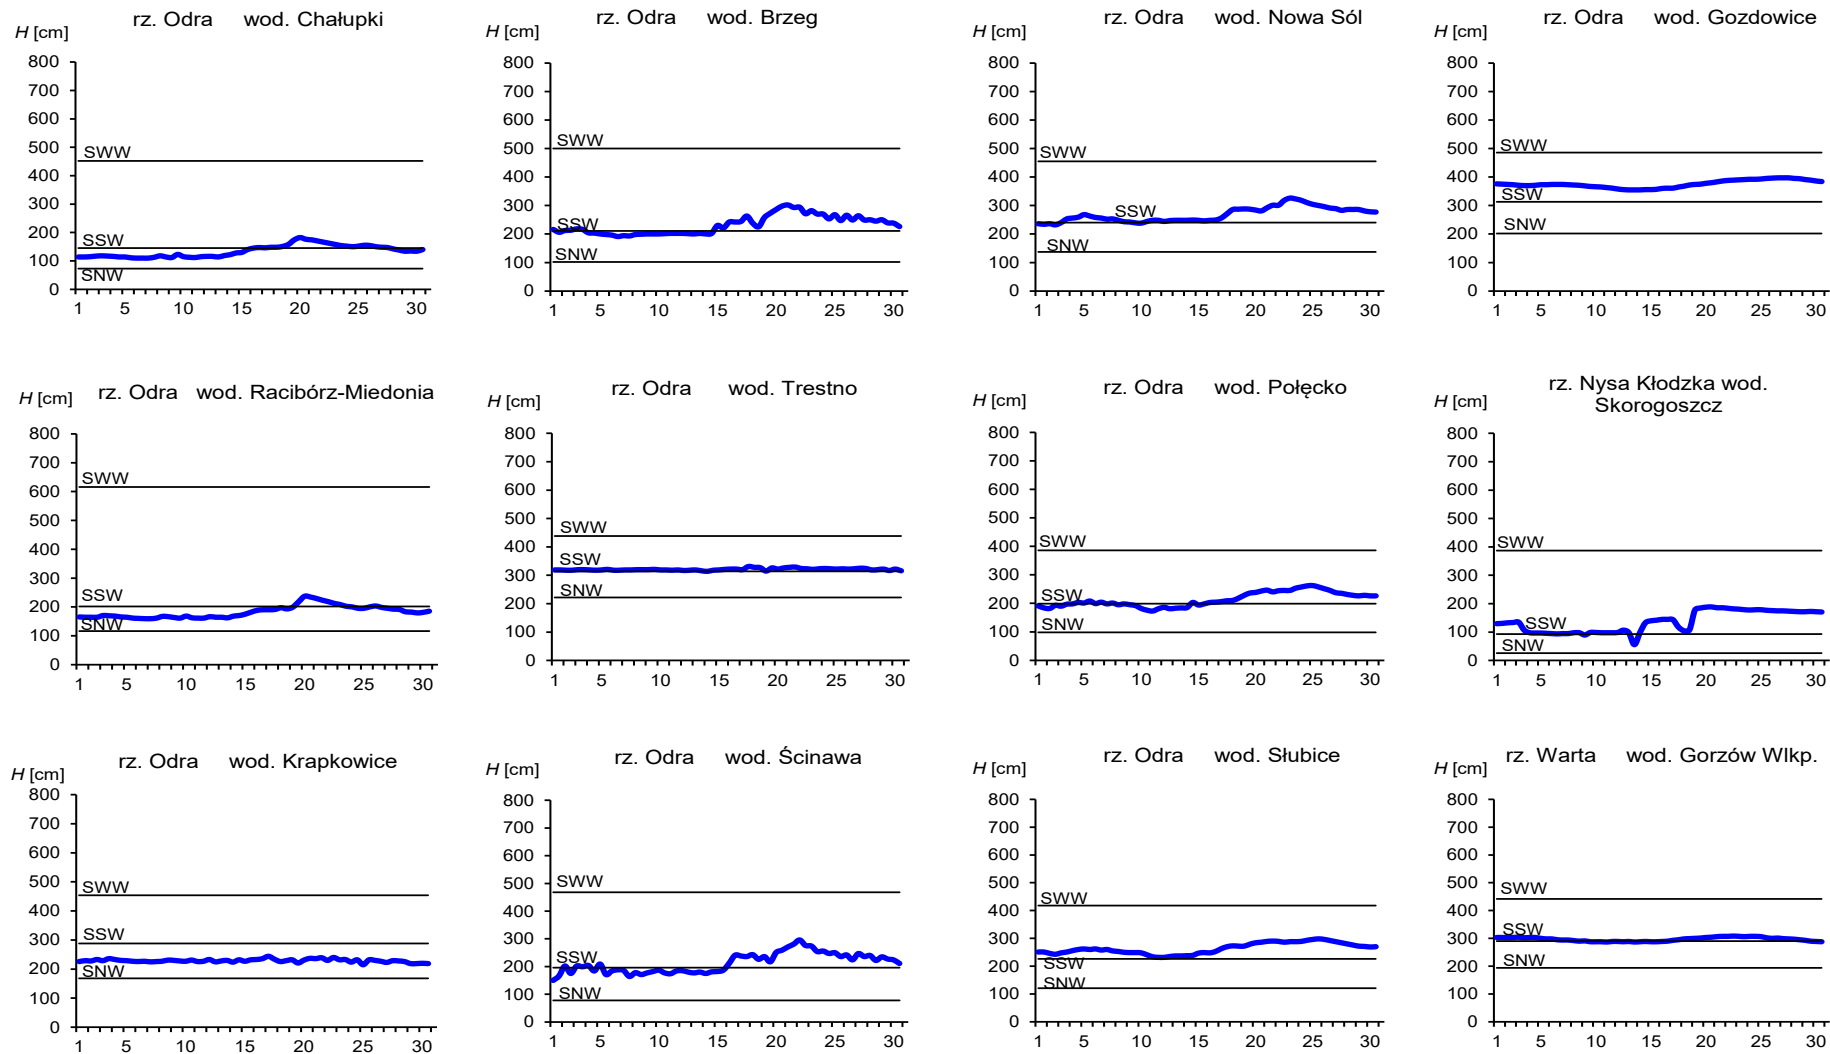 rz. Odra wod. Chałupki
H [cm]
800
700
600
500
400
300
200
100
0
SWW
SSW
SNW
1 5 10 15 20 25 30
rz. Odra wod. Brzeg
H [cm]
800
700
600
500
400
300
200
100
0
SWW
SSW
SNW
1 5 10 15 20 25 30
rz. Odra wod. Nowa Sól
H [cm]
800
700
600
500
400
300
200
100
0
SWW
SSW
SNW
1 5 10 15 20 25 30
rz. Odra wod. Gozdowice
H [cm]
800
700
600
500
400
300
200
100
0
SWW
SSW
SNW
1 5 10 15 20 25 30
rz. Odra wod. Racibórz-Miedonia
H [cm]
800
700
600
500
400
300
200
100
0
SWW
SSW
SNW
1 5 10 15 20 25 30
rz. Odra wod. Trestno
H [cm]
800
700
600
500
400
300
200
100
0
SWW
SSW
SNW
1 5 10 15 20 25 30
rz. Odra wod. Połęcko
H [cm]
800
700
600
500
400
300
200
100
0
SWW
SSW
SNW
1 5 10 15 20 25 30
rz. Nysa Kłodzka wod.
Skorogoszcz
H [cm]
800
700
600
500
400
300
200
100
0
SWW
SSW
SNW
1 5 10 15 20 25 30
rz. Odra wod. Krapkowice
H [cm]
800
700
600
500
400
300
200
100
0
SWW
SSW
SNW
1 5 10 15 20 25 30
rz. Odra wod. Ścinawa
H [cm]
800
700
600
500
400
300
200
100
0
SWW
SSW
SNW
1 5 10 15 20 25 30
rz. Odra wod. Słubice
H [cm]
800
700
600
500
400
300
200
100
0
SWW
SSW
SNW
1 5 10 15 20 25 30
rz. Warta wod. Gorzów Wlkp.
H [cm]
800
700
600
500
400
300
200
100
0
SWW
SSW
SNW
1 5 10 15 20 25 30